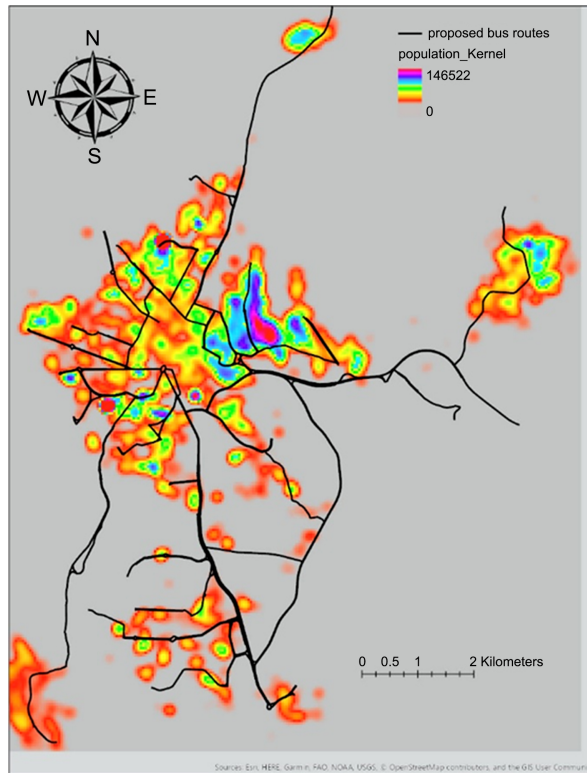 N
W E
S
proposed bus routes
population_Kernel
146522
0
0 0.5 1 2 Kilometers
Sources: Esri, HERE, Garmin, FAO, NOAA, USGS, © OpenStreetMap contributors, and the GIS User Commun